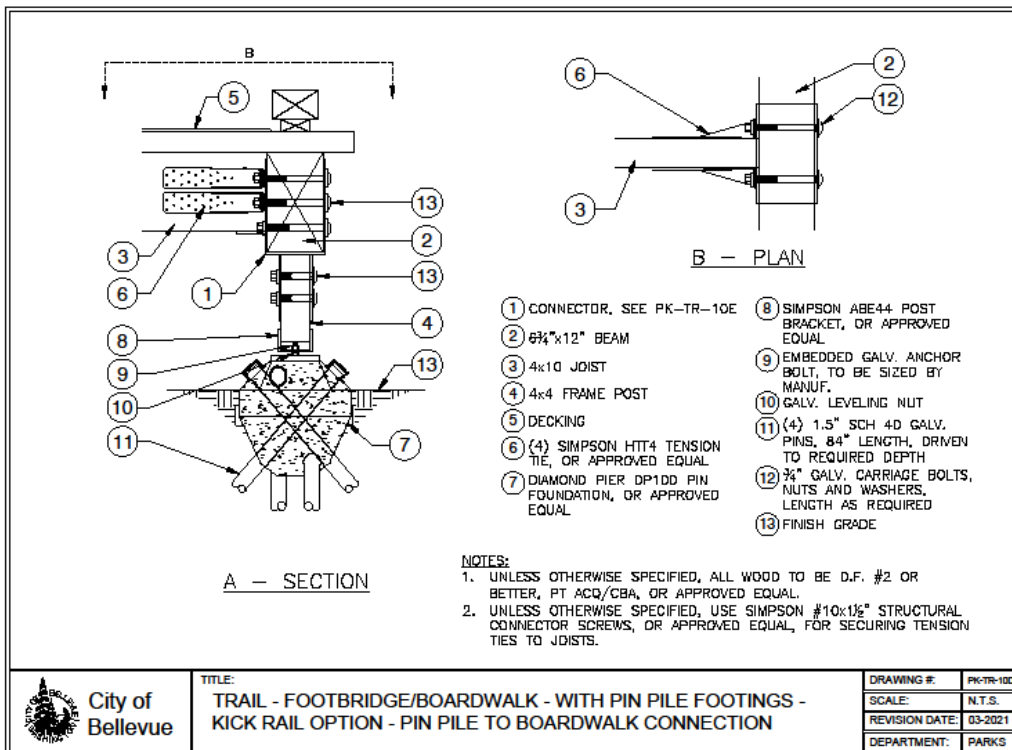 B
5
13
2
3
6
1
13
4
8
9
13
10
11
7
A – SECTION
6
2
12
3
B – PLAN
1 CONNECTOR, SEE PK-TR-10E
2 6¾"x12" BEAM
3 4x10 JOIST
4 4x4 FRAME POST
5 DECKING
6 (4) SIMPSON HTT4 TENSION
TIE, OR APPROVED EQUAL
7 DIAMOND PIER DP100 PIN
FOUNDATION, OR APPROVED
EQUAL
8 SIMPSON ABE44 POST
BRACKET, OR APPROVED
EQUAL
9 EMBEDDED GALV. ANCHOR
BOLT, TO BE SIZED BY
MANUF.
10 GALV. LEVELING NUT
11 (4) 1.5" SCH 40 GALV.
PINS, 84" LENGTH, DRIVEN
TO REQUIRED DEPTH
12 ¾" GALV. CARRIAGE BOLTS,
NUTS AND WASHERS,
LENGTH AS REQUIRED
13 FINISH GRADE
NOTES:
1. UNLESS OTHERWISE SPECIFIED, ALL WOOD TO BE D.F. #2 OR
BETTER, PT ACQ/CBA, OR APPROVED EQUAL.
2. UNLESS OTHERWISE SPECIFIED, USE SIMPSON #10x1½" STRUCTURAL
CONNECTOR SCREWS, OR APPROVED EQUAL, FOR SECURING TENSION
TIES TO JOISTS.
CITY OF BELLEVUE
WASHINGTON
City of
Bellevue
TITLE:
TRAIL - FOOTBRIDGE/BOARDWALK - WITH PIN PILE FOOTINGS -
KICK RAIL OPTION - PIN PILE TO BOARDWALK CONNECTION
DRAWING #: PK-TR-10D
SCALE: N.T.S.
REVISION DATE: 03-2021
DEPARTMENT: PARKS